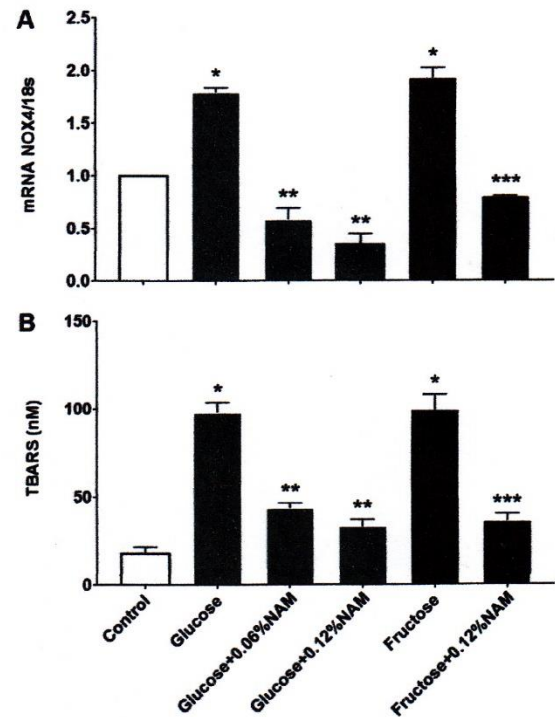 A
mRNA NOX4/18s
2.5
2.0
1.5
1.0
0.5
0.0
*
**
**
*
***
B
TBARS (nM)
150
100
50
0
*
**
**
*
***
Control
Glucose
Glucose+0.06%NAM
Glucose+0.12%NAM
Fructose
Fructose+0.12%NAM